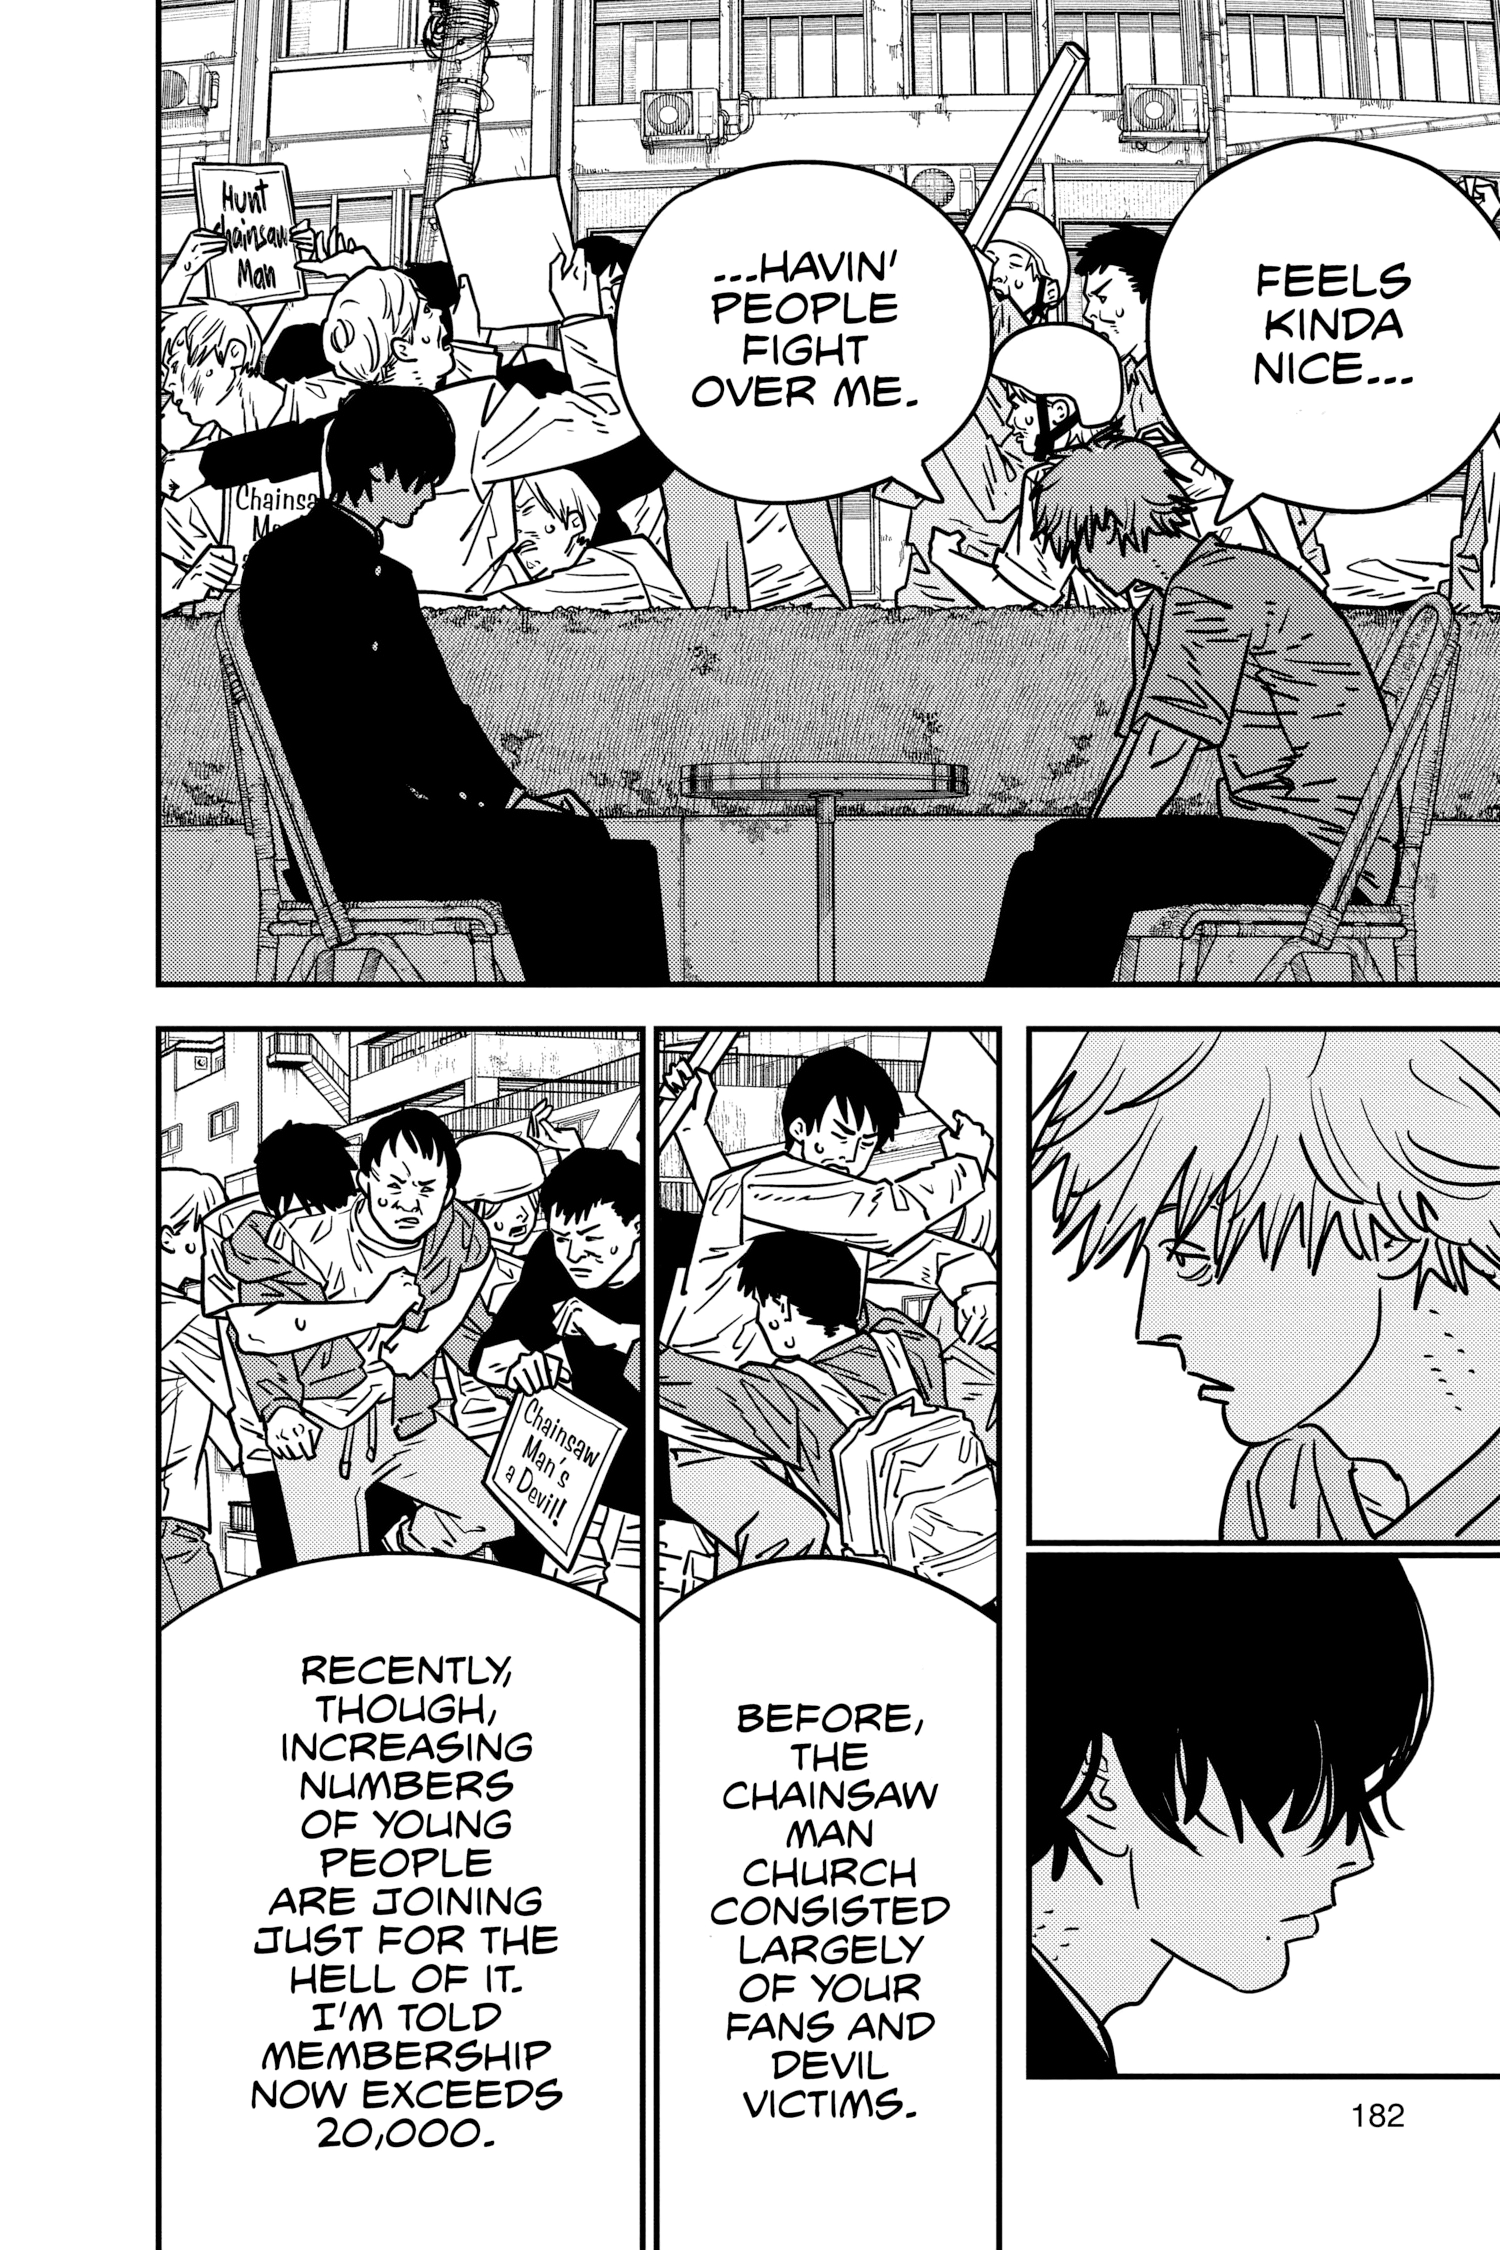 FEELS
KINDA
NICE...
...HAVIN'
PEOPLE
FIGHT
OVER ME.
Hunt
Chainsaw
Man
Chainsa
a
BEFORE,
THE
CHAINSAW
MAN
CHURCH
CONSISTED
LARGELY
OF YOUR
FANS AND
DEVIL
VICTIMS.
Chainsaw
Man's
a Devil!
RECENTLY,
THOUGH,
INCREASING
NUMBERS
OF YOUNG
PEOPLE
ARE JOINING
JUST FOR THE
HELL OF IT.
I'M TOLD
MEMBERSHIP
NOW EXCEEDS
20,000.
182